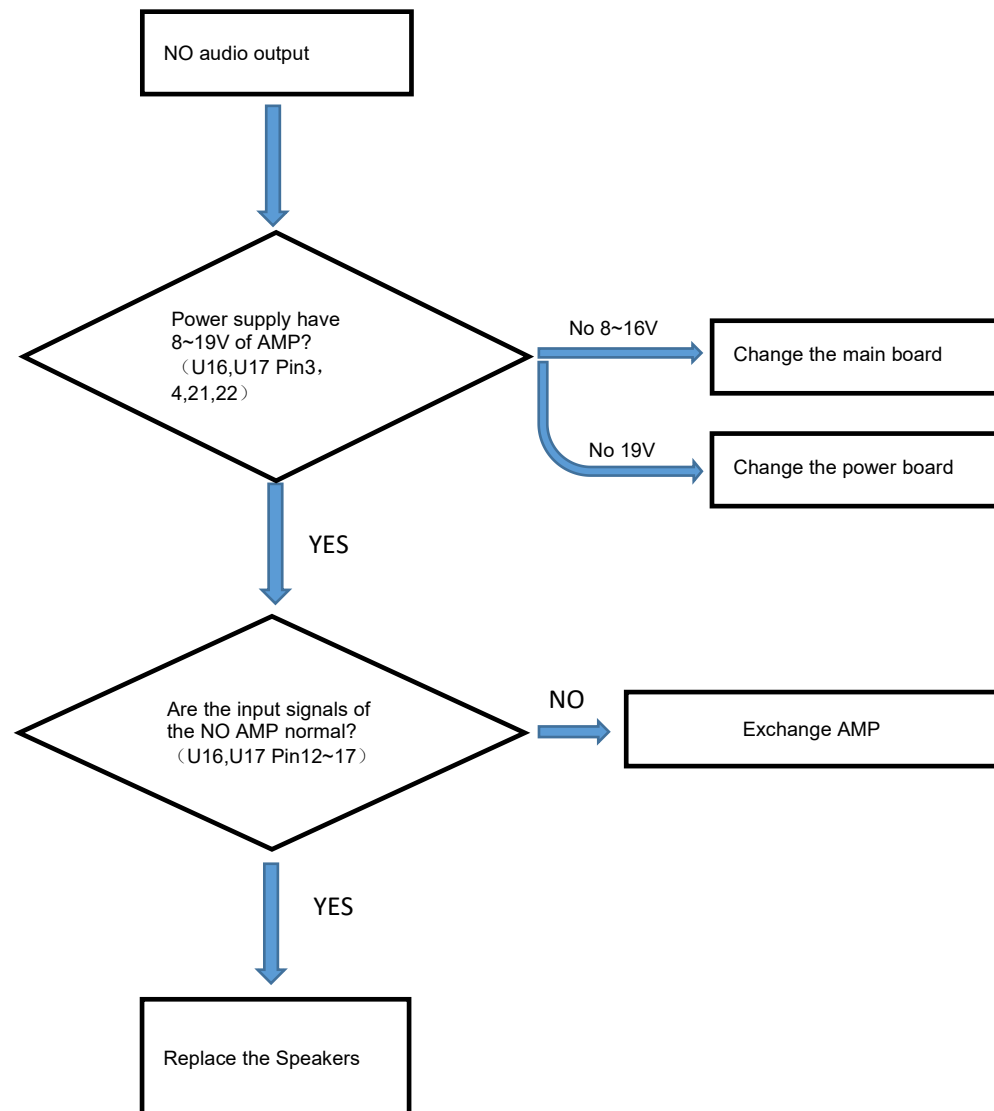 NO audio output
Power supply have
8~19V of AMP?
（U16,U17 Pin3，
4,21,22）
No 8~16V
Change the main board
No 19V
Change the power board
YES
Are the input signals of
the NO AMP normal?
（U16,U17 Pin12~17）
NO
Exchange AMP
YES
Replace the Speakers